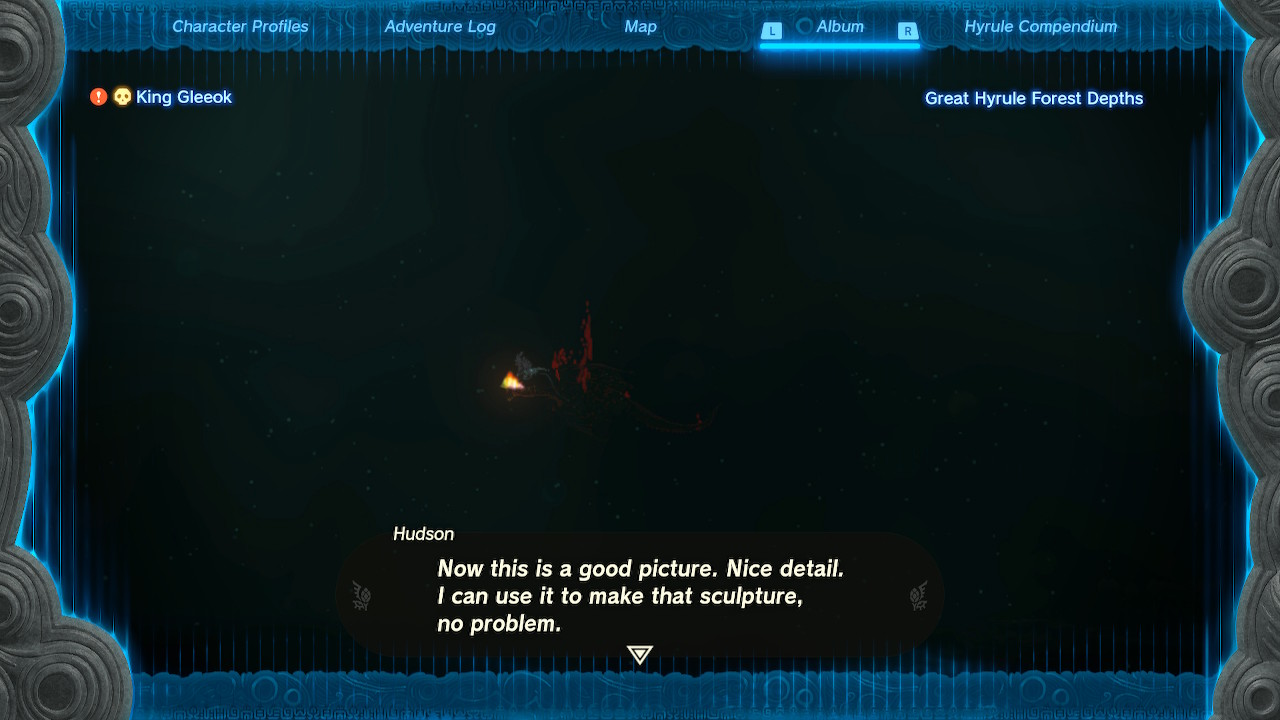 Character Profiles
Adventure Log
Map
L
Album
R
Hyrule Compendium
! King Gleeok
Great Hyrule Forest Depths
Hudson
Now this is a good picture. Nice detail.
I can use it to make that sculpture,
no problem.